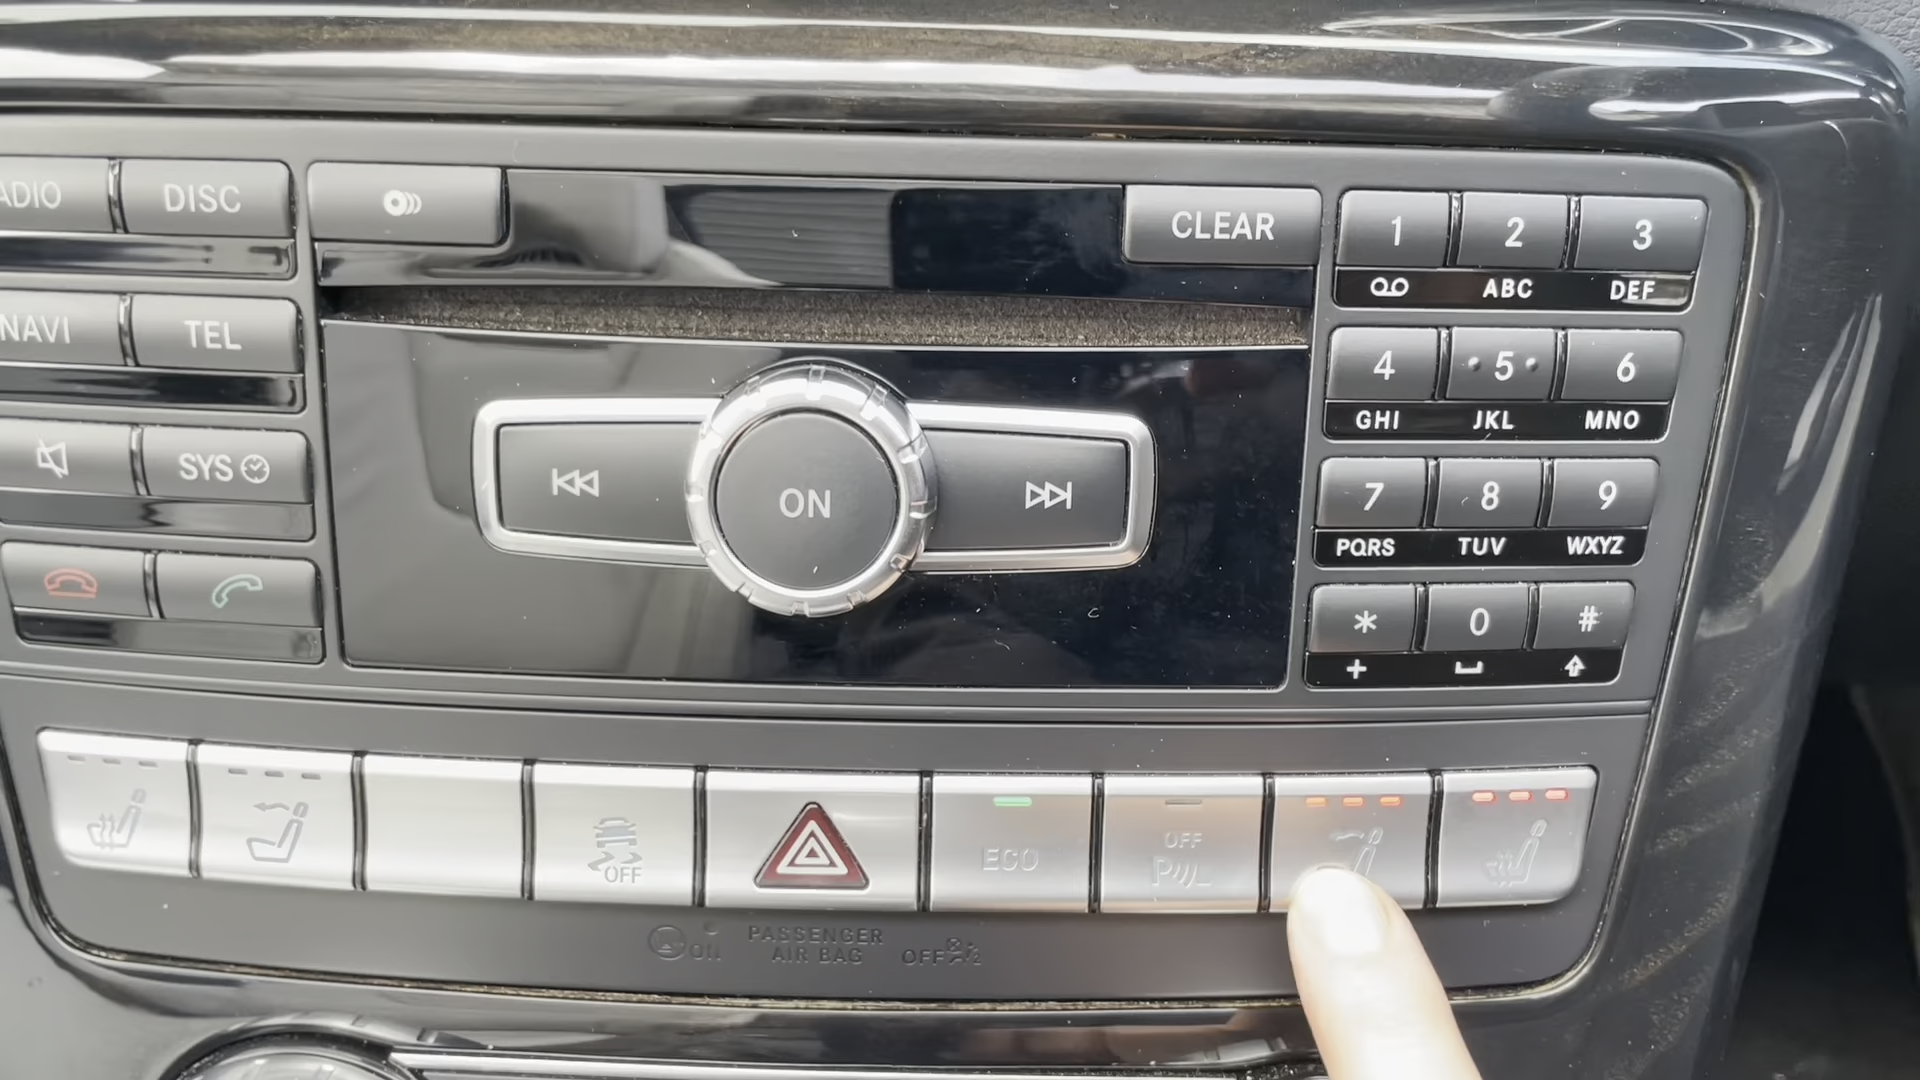 ADIO DISC CLEAR 1 2 3
ABC DEF
NAVI TEL 4 5 6
GHI JKL MNO
SYS ON 7 8 9
PQRS TUV WXYZ
* 0 #
+
OFF ECO OFF P
ON PASSENGER AIR BAG OFF